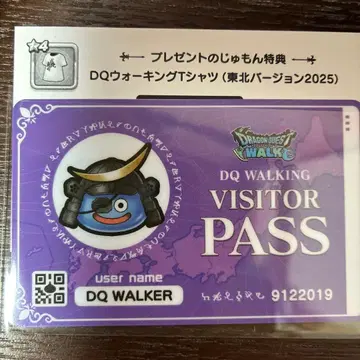 ★4
プレゼントのじゅもん特典
DQウォーキングTシャツ(東北バージョン2025)
DRAGON QUEST
WALK
DQ WALKING
VISITOR
PASS
user name
DQ WALKER
9122019